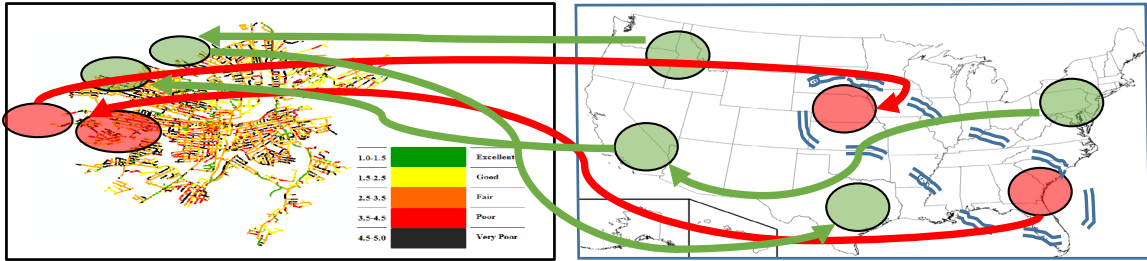 1.0-1.5 Excellent
1.5-2.5 Good
2.5-3.5 Fair
3.5-4.5 Poor
4.5-5.0 Very Poor